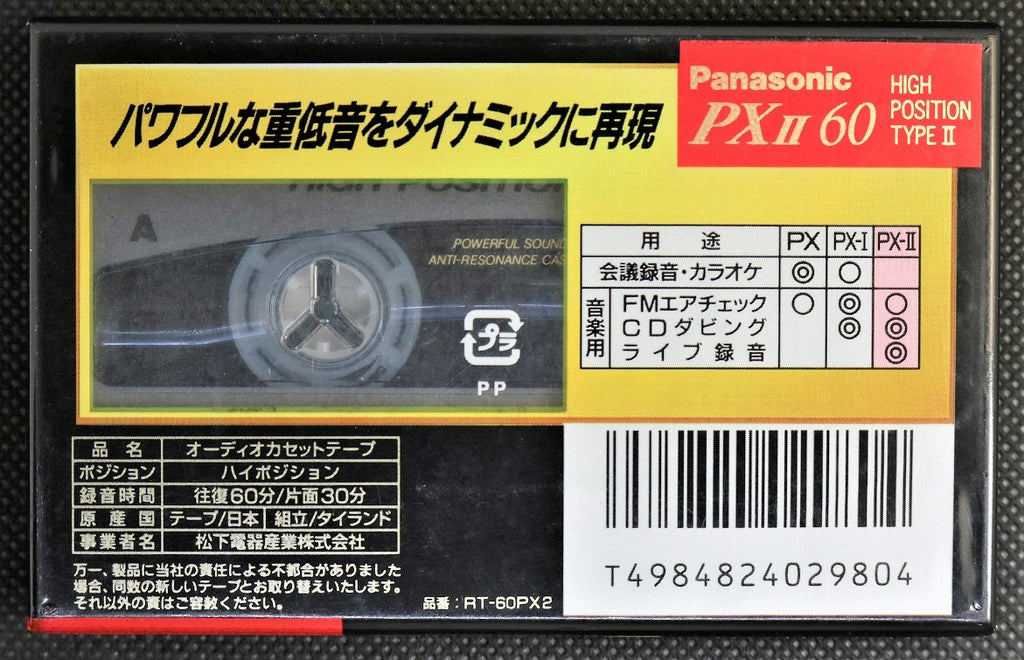 パワフルな重低音をダイナミックに再現
Panasonic
PX II 60
HIGH
POSITION
TYPE II
A
POWERFUL SOUND
ANTI-RESONANCE CAS
プラ
PP
用途 PX PX-I PX-II
会議録音・カラオケ ◎ ○
音楽用
FMエアチェック ○ ◎ ○
CDダビング ◎ ◎
ライブ録音 ◎
品名 オーディオカセットテープ
ポジション ハイポジション
録音時間 往復60分/片面30分
原産国 テープ/日本 組立/タイランド
事業者名 松下電器産業株式会社
万一、製品に当社の責任による不都合がありました
場合、同数の新しいテープとお取り替えいたします。
それ以外の責はご容赦ください。
品番:RT-60PX2
T4984824029804